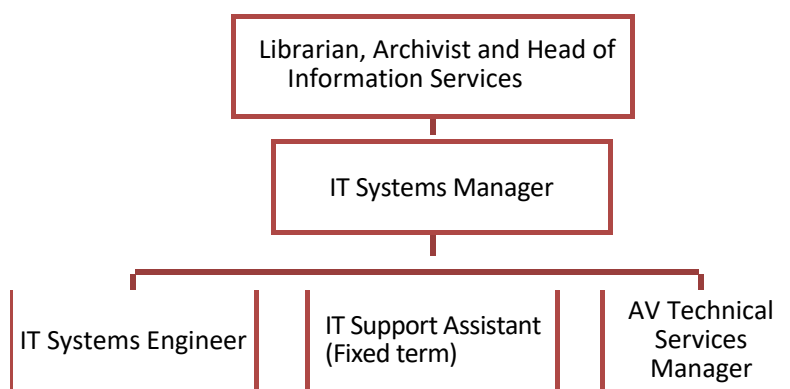 Librarian, Archivist and Head of
Information Services
IT Systems Manager
IT Systems Engineer
IT Support Assistant
(Fixed term)
AV Technical
Services
Manager